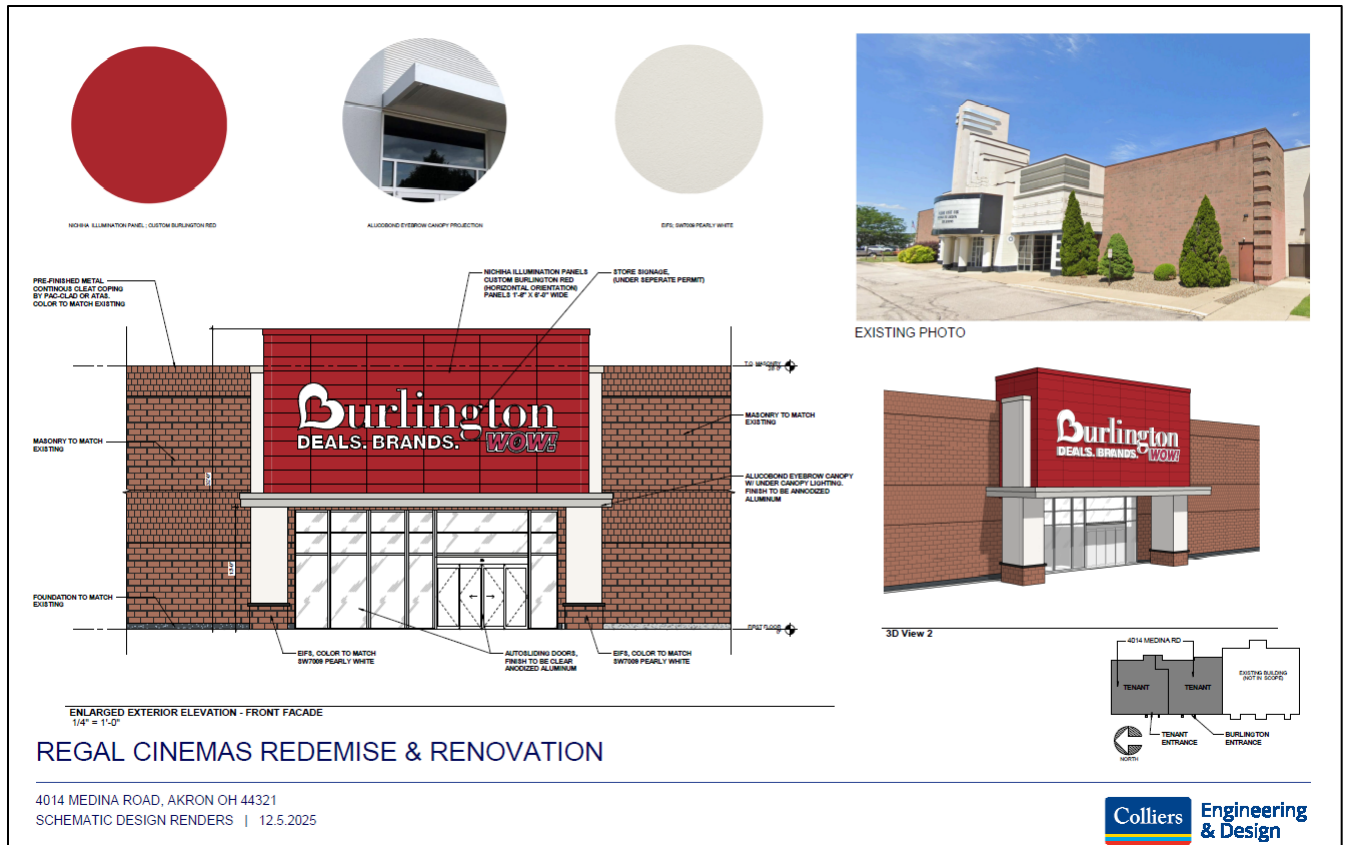 NICHIHA ILLUMINATION PANEL ; CUSTOM BURLINGTON RED
ALUCOBOND EYEBROW CANOPY PROJECTION
EIFS; SW7009 PEARLY WHITE
PRE-FINISHED METAL
CONTINOUS CLEAT COPING
BY PAC-CLAD OR ATAS.
COLOR TO MATCH EXISTING
NICHIHA ILLUMINATION PANELS
CUSTOM BURLINGTON RED
(HORIZONTAL ORIENTATION)
PANELS 1'-6" X 6'-0" WIDE
STORE SIGNAGE,
(UNDER SEPERATE PERMIT)
EXISTING PHOTO
T.O. MASONRY
Burlington
DEALS. BRANDS. WOW!
MASONRY TO MATCH
EXISTING
MASONRY TO MATCH
EXISTING
ALUCOBOND EYEBROW CANOPY
W/ UNDER CANOPY LIGHTING.
FINISH TO BE ANNODIZED
ALUMINUM
FOUNDATION TO MATCH
EXISTING
FIRST FLOOR
EIFS, COLOR TO MATCH
SW7009 PEARLY WHITE
AUTOSLIDING DOORS,
FINISH TO BE CLEAR
ANODIZED ALUMINUM
EIFS, COLOR TO MATCH
SW7009 PEARLY WHITE
Burlington
DEALS. BRANDS. WOW!
3D View 2
4014 MEDINA RD
TENANT
TENANT
EXISTING BUILDING
(NOT IN SCOPE)
TENANT
ENTRANCE
BURLINGTON
ENTRANCE
NORTH
ENLARGED EXTERIOR ELEVATION - FRONT FACADE
1/4" = 1'-0"
REGAL CINEMAS REDEMISE & RENOVATION
4014 MEDINA ROAD, AKRON OH 44321
SCHEMATIC DESIGN RENDERS | 12.5.2025
Colliers
Engineering
& Design